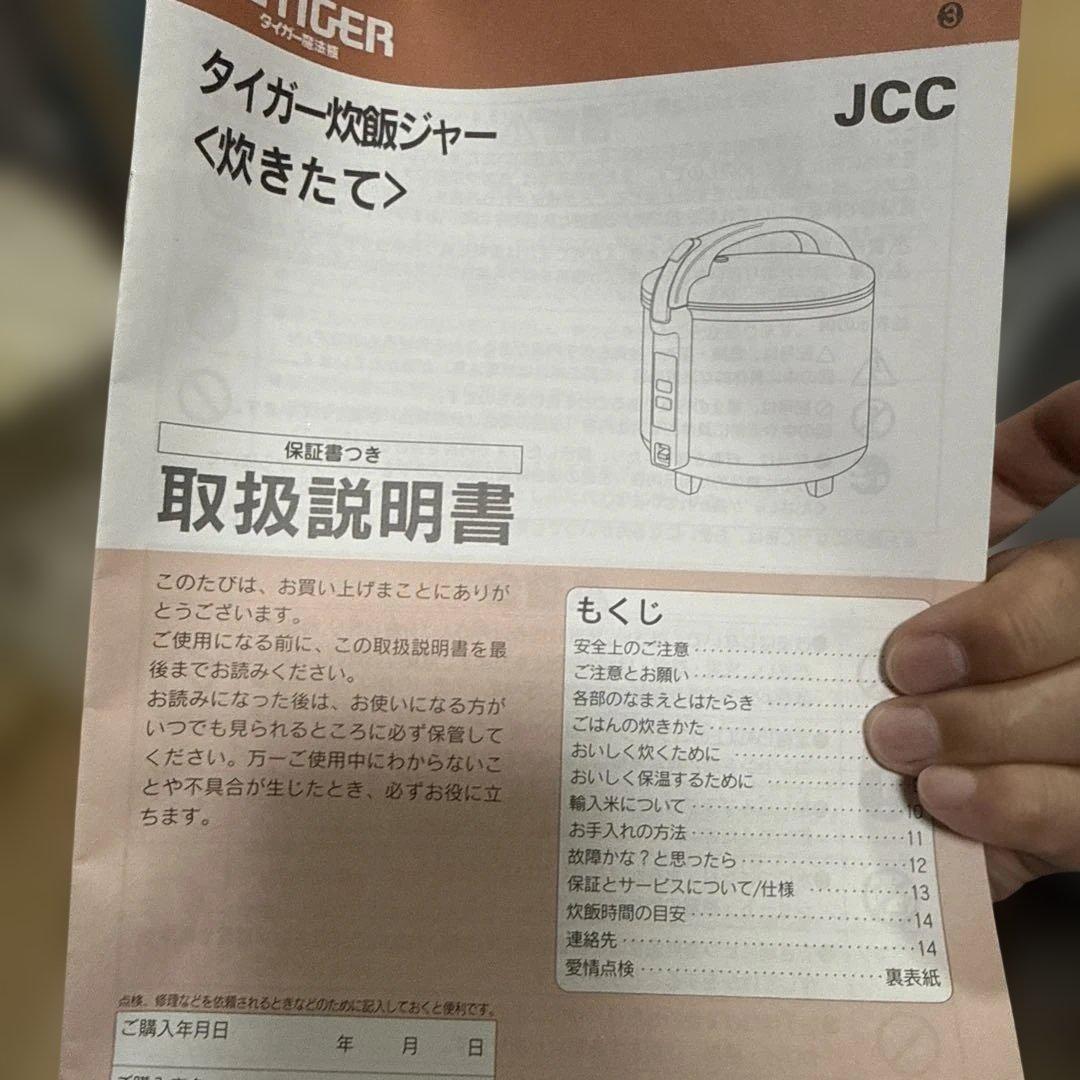 TIGER
タイガー魔法瓶
③
JCC
タイガー炊飯ジャー
<炊きたて>
保証書つき
取扱説明書
このたびは、お買い上げまことにありが
とうございます。
ご使用になる前に、この取扱説明書を最
後までお読みください。
お読みになった後は、お使いになる方が
いつでも見られるところに必ず保管して
ください。万一ご使用中にわからないこ
とや不具合が生じたとき、必ずお役に立
ちます。
もくじ
安全上のご注意
ご注意とお願い
各部のなまえとはたらき
ごはんの炊きかた
おいしく炊くために
おいしく保温するために
輸入米について 10
お手入れの方法 11
故障かな？と思ったら 12
保証とサービスについて/仕様 13
炊飯時間の目安 14
連絡先 14
愛情点検 裏表紙
点検、修理などを依頼されるときなどのために記入しておくと便利です。
ご購入年月日 年 月 日